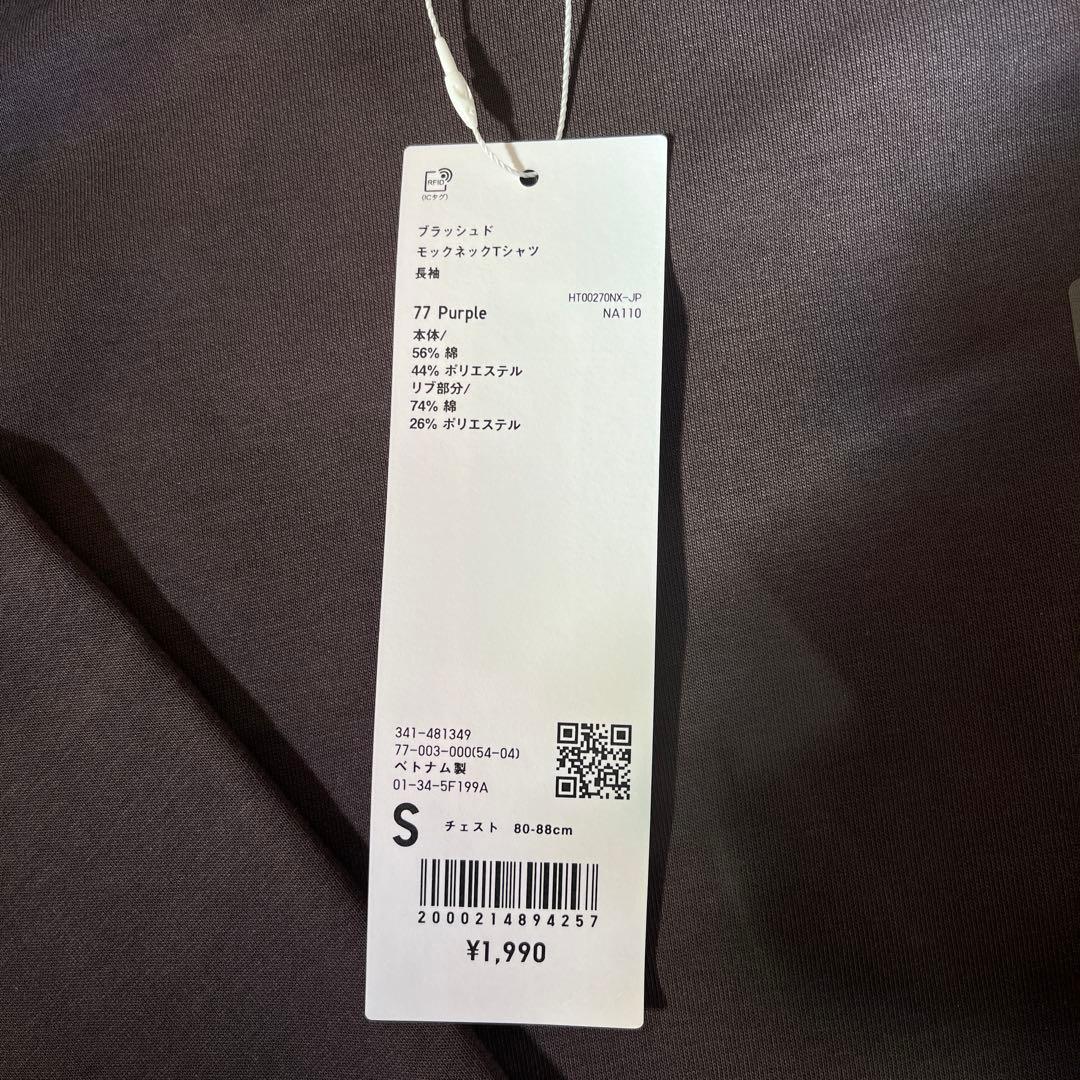 RFID
(ICタグ)
ブラッシュド
モックネックTシャツ
長袖
HT00270NX-JP
77 Purple
NA110
本体/
56% 綿
44% ポリエステル
リブ部分/
74% 綿
26% ポリエステル
341-481349
77-003-000(54-04)
ベトナム製
01-34-5F199A
S チェスト 80-88cm
2000214894257
¥1,990